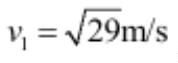 v₁ = √29m/s